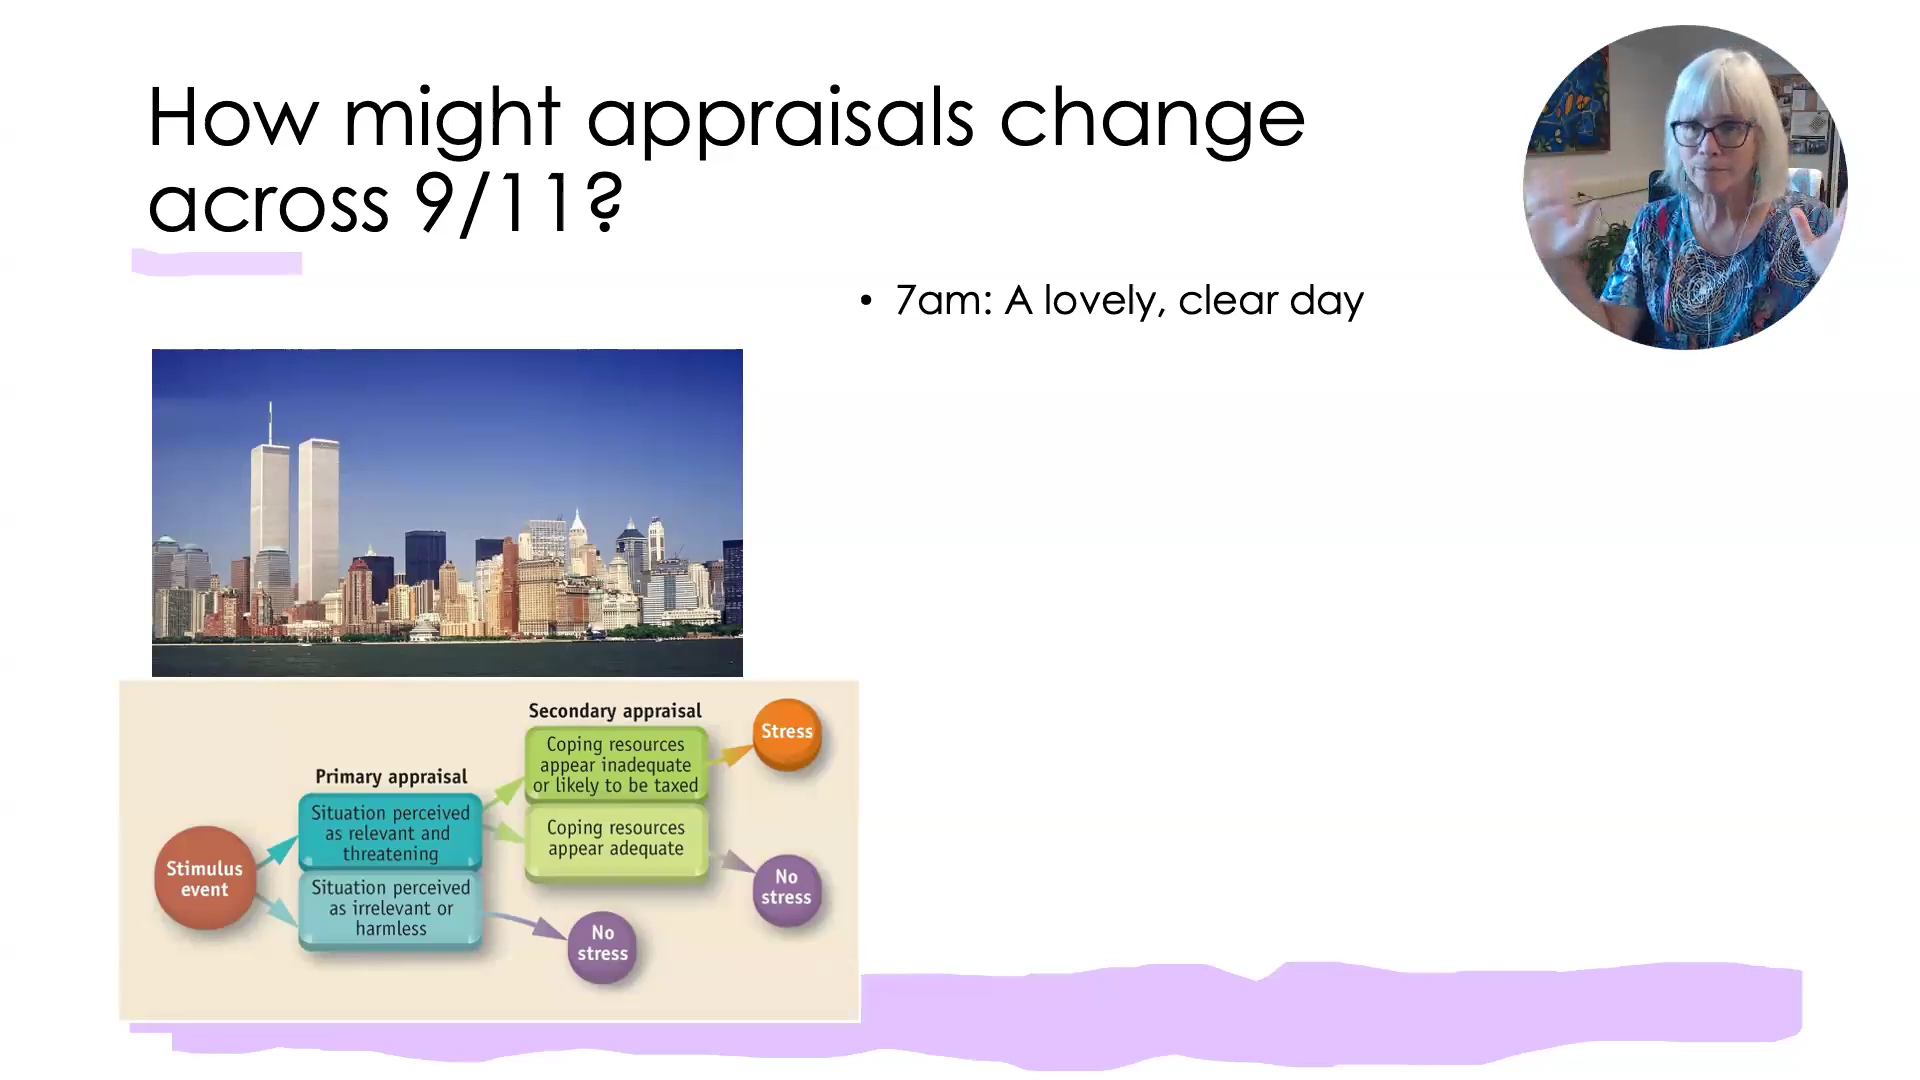 How might appraisals change
across 9/11?
• 7am: A lovely, clear day
Secondary appraisal
Stress
Coping resources
appear inadequate
or likely to be taxed
Primary appraisal
Situation perceived
as relevant and
threatening
Coping resources
appear adequate
Stimulus
event
No
stress
Situation perceived
as irrelevant or
harmless
No
stress